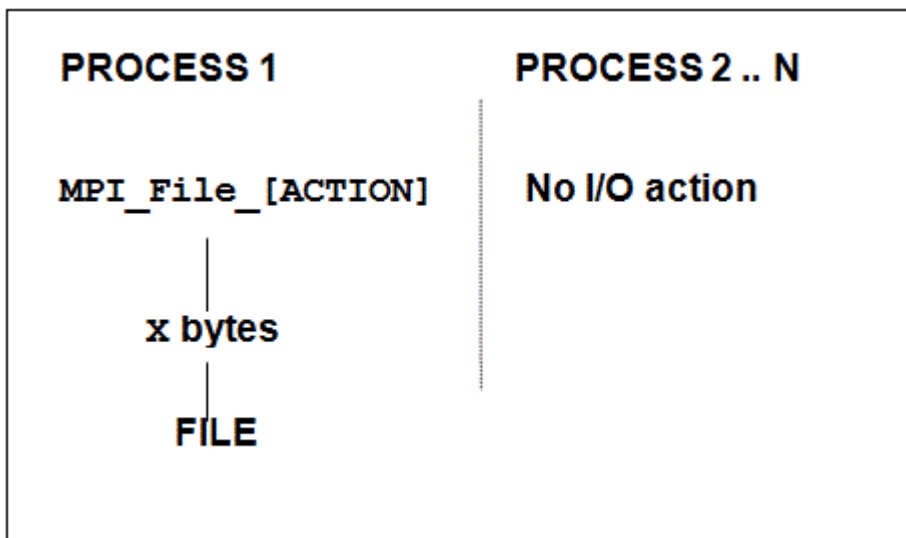 PROCESS 1
PROCESS 2 .. N
MPI_File_[ACTION]
No I/O action
x bytes
FILE